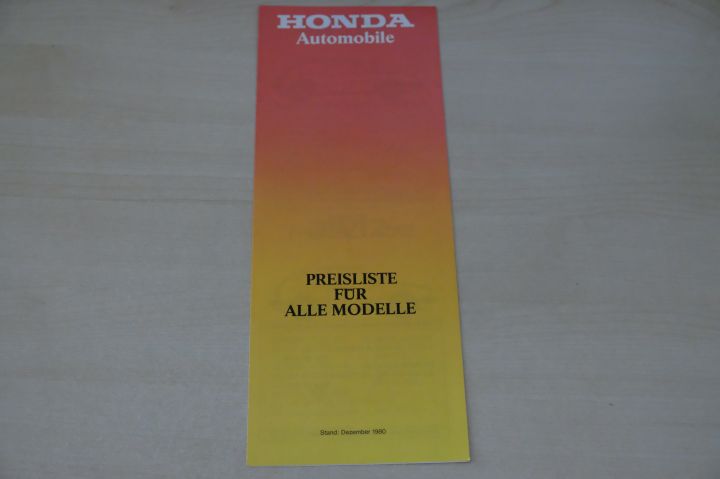 HONDA
Automobile
PREISLISTE
FÜR
ALLE MODELLE
Stand: Dezember 1980